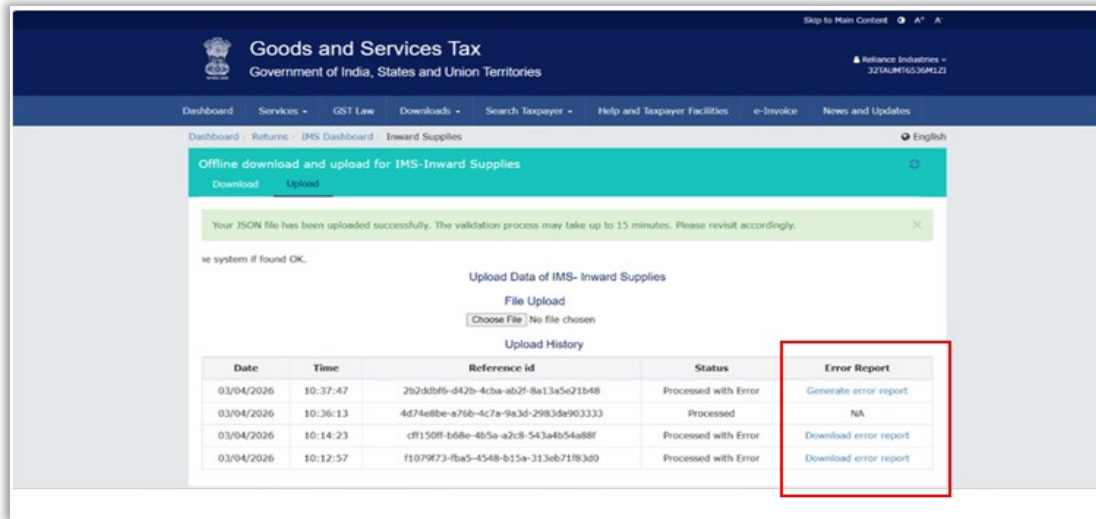 Skip to Main Content A+ A-
Goods and Services Tax
Government of India, States and Union Territories
Reliance Industries
32TAUMT6536M1Z1
Dashboard Services GST Law Downloads Search Taxpayer Help and Taxpayer Facilities e-Invoice News and Updates
Dashboard Returns IMS Dashboard Inward Supplies English
Offline download and upload for IMS-Inward Supplies
Download Upload
Your JSON file has been uploaded successfully. The validation process may take up to 15 minutes. Please revisit accordingly.
system if found OK.
Upload Data of IMS- Inward Supplies
File Upload
Choose File No file chosen
Upload History
Date Time Reference id Status Error Report
03/04/2026 10:37:47 2b2ddbf6-d42b-4cba-ab2f-8a13a5e21b48 Processed with Error Generate error report
03/04/2026 10:36:13 4d74e8be-a76b-4c7a-9a3d-2983da903333 Processed NA
03/04/2026 10:14:23 cff150ff-b68e-4b5a-a2c8-543a4b54a88f Processed with Error Download error report
03/04/2026 10:12:57 f1079f73-fba5-4548-b15a-313eb71f83d0 Processed with Error Download error report